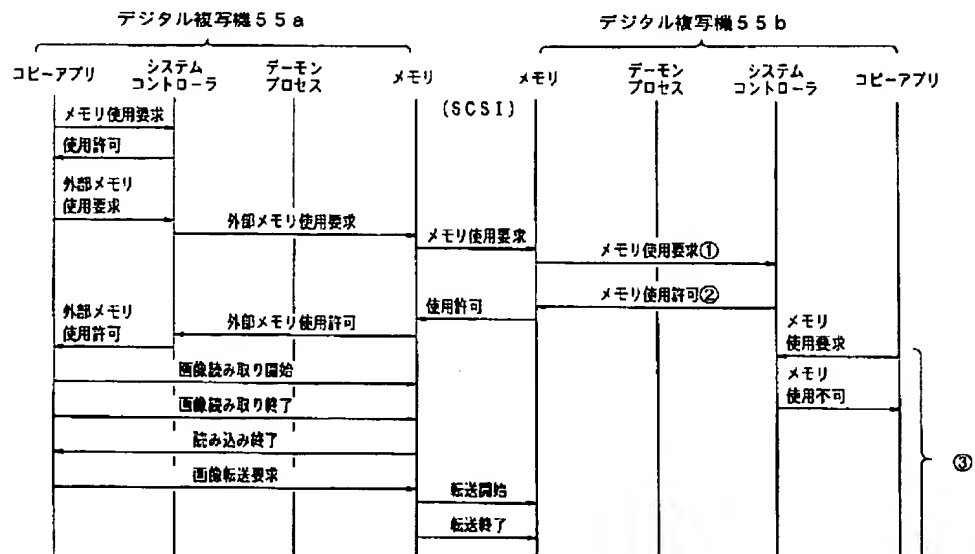 デジタル複写機５５a
デジタル複写機５５b
コピーアプリ
システム
コントローラ
デーモン
プロセス
メモリ
(SCSI)
メモリ
デーモン
プロセス
システム
コントローラ
コピーアプリ
メモリ使用要求
使用許可
外部メモリ
使用要求
外部メモリ使用要求
メモリ使用要求
メモリ使用要求①
メモリ使用許可②
使用許可
外部メモリ使用許可
外部メモリ
使用許可
メモリ
使用要求
メモリ
使用不可
画像読み取り開始
画像読み取り終了
読み込み終了
画像転送要求
転送開始
転送終了
③